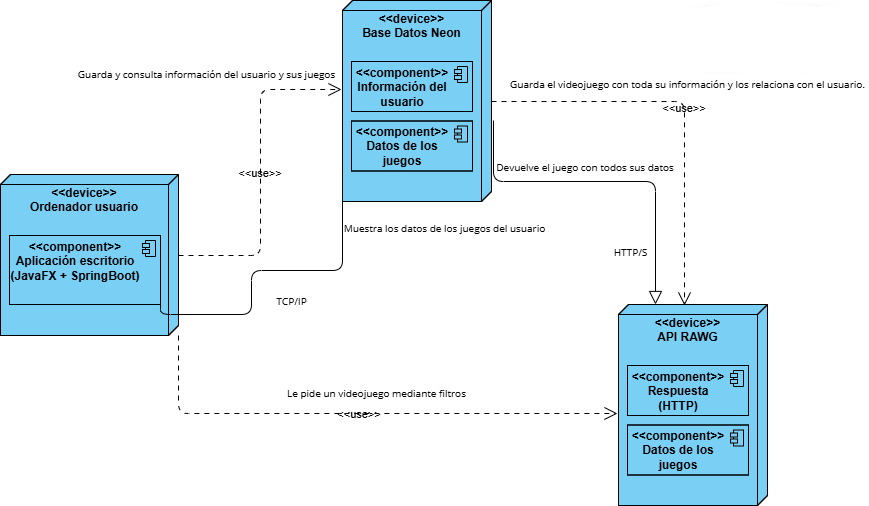 <<device>>
Base Datos Neon
<<component>>
Información del
usuario
<<component>>
Datos de los
juegos
Guarda y consulta información del usuario y sus juegos
<<use>>
Guarda el videojuego con toda su información y los relaciona con el usuario.
<<use>>
Devuelve el juego con todos sus datos
HTTP/S
<<device>>
Ordenador usuario
<<component>>
Aplicación escritorio
(JavaFX + SpringBoot)
Muestra los datos de los juegos del usuario
TCP/IP
Le pide un videojuego mediante filtros
<<use>>
<<device>>
API RAWG
<<component>>
Respuesta
(HTTP)
<<component>>
Datos de los
juegos